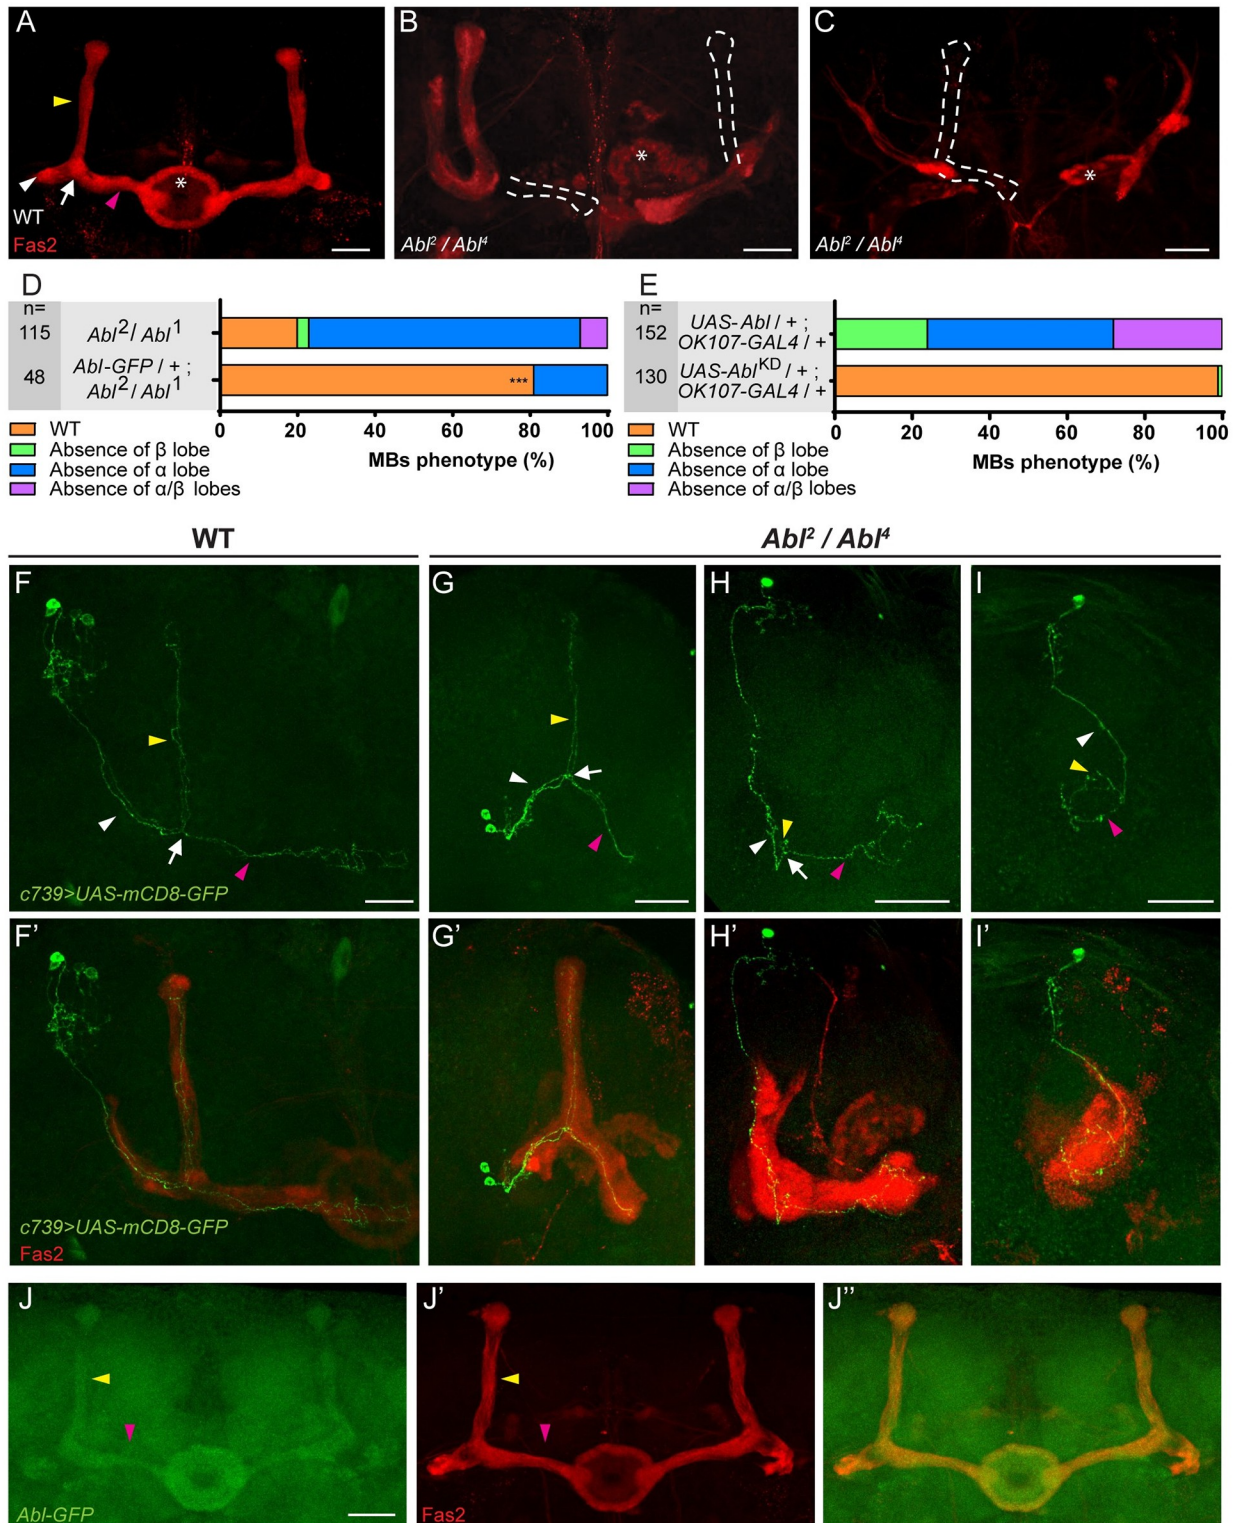 A
WT
Fas2
B
*
Abl² / Abl⁴
C
*
Abl² / Abl⁴
D
n=
115
Abl² / Abl¹
48
Abl-GFP / + ;
Abl² / Abl¹
***
0 20 40 60 80 100
WT
Absence of β lobe
Absence of α lobe
Absence of α/β lobes
MBs phenotype (%)
E
n=
152
UAS-Abl / + ;
OK107-GAL4 / +
130
UAS-Ablᴷᴰ / + ;
OK107-GAL4 / +
0 20 40 60 80 100
WT
Absence of β lobe
Absence of α lobe
Absence of α/β lobes
MBs phenotype (%)
WT
Abl² / Abl⁴
F
c739>UAS-mCD8-GFP
G
H
I
F’
c739>UAS-mCD8-GFP
Fas2
G’
H’
I’
J
Abl-GFP
J’
Fas2
J’’